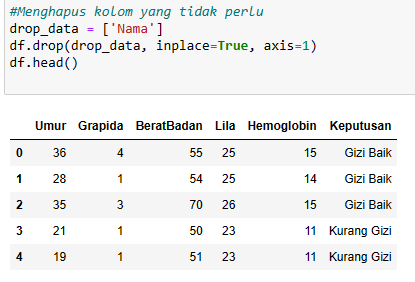 #Menghapus kolom yang tidak perlu
drop_data = ['Nama']
df.drop(drop_data, inplace=True, axis=1)
df.head()
Umur Grapida BeratBadan Lila Hemoglobin Keputusan
0 36 4 55 25 15 Gizi Baik
1 28 1 54 25 14 Gizi Baik
2 35 3 70 26 15 Gizi Baik
3 21 1 50 23 11 Kurang Gizi
4 19 1 51 23 11 Kurang Gizi